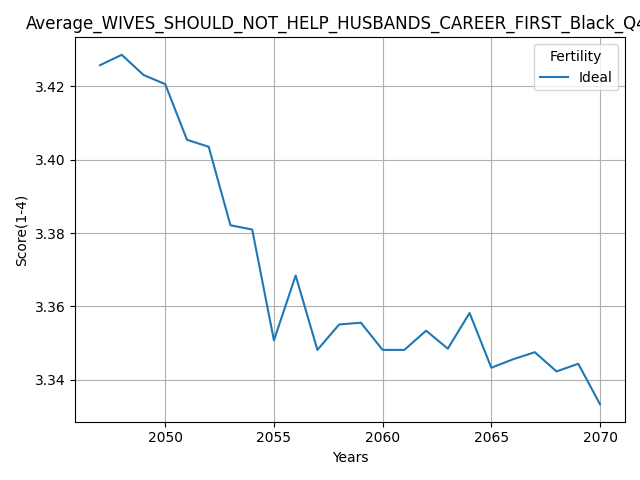 Average_WIVES_SHOULD_NOT_HELP_HUSBANDS_CAREER_FIRST_Black_Q4
Fertility
Ideal
3.42
3.40
3.38
3.36
3.34
Score(1-4)
2050 2055 2060 2065 2070
Years